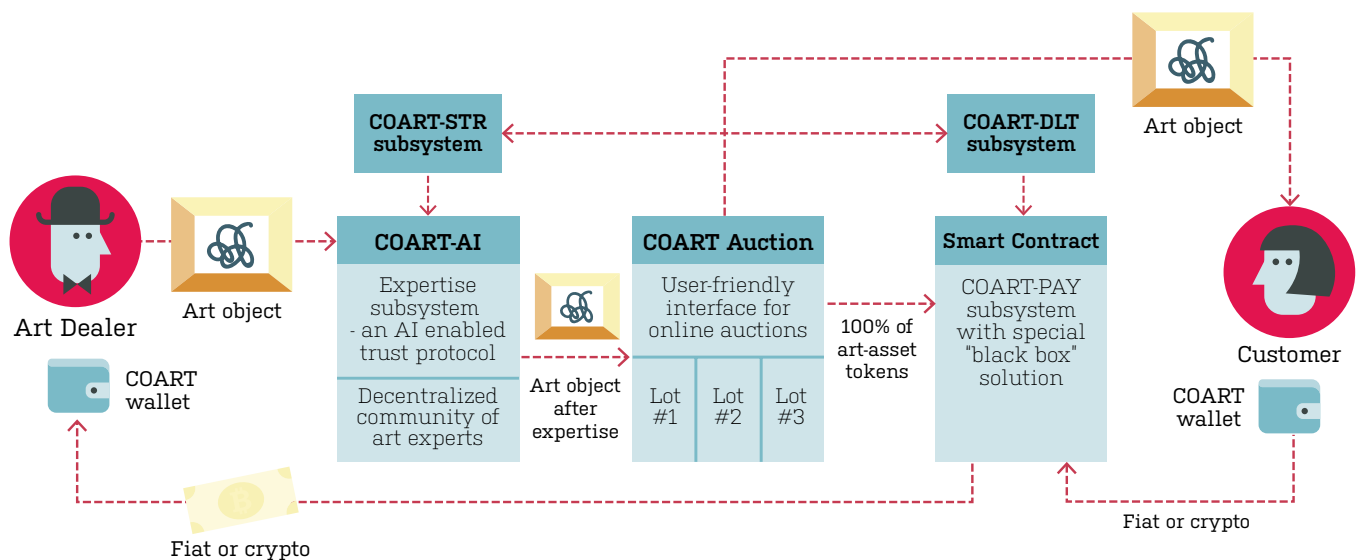 COART-STR
subsystem
COART-DLT
subsystem
Art object
Art Dealer
COART
wallet
Art object
COART-AI
Expertise
subsystem
- an AI enabled
trust protocol
Decentralized
community of
art experts
Art object
after
expertise
COART Auction
User-friendly
interface for
online auctions
Lot
#1
Lot
#2
Lot
#3
100% of
art-asset
tokens
Smart Contract
COART-PAY
subsystem
with special
"black box"
solution
Customer
COART
wallet
Fiat or crypto
Fiat or crypto